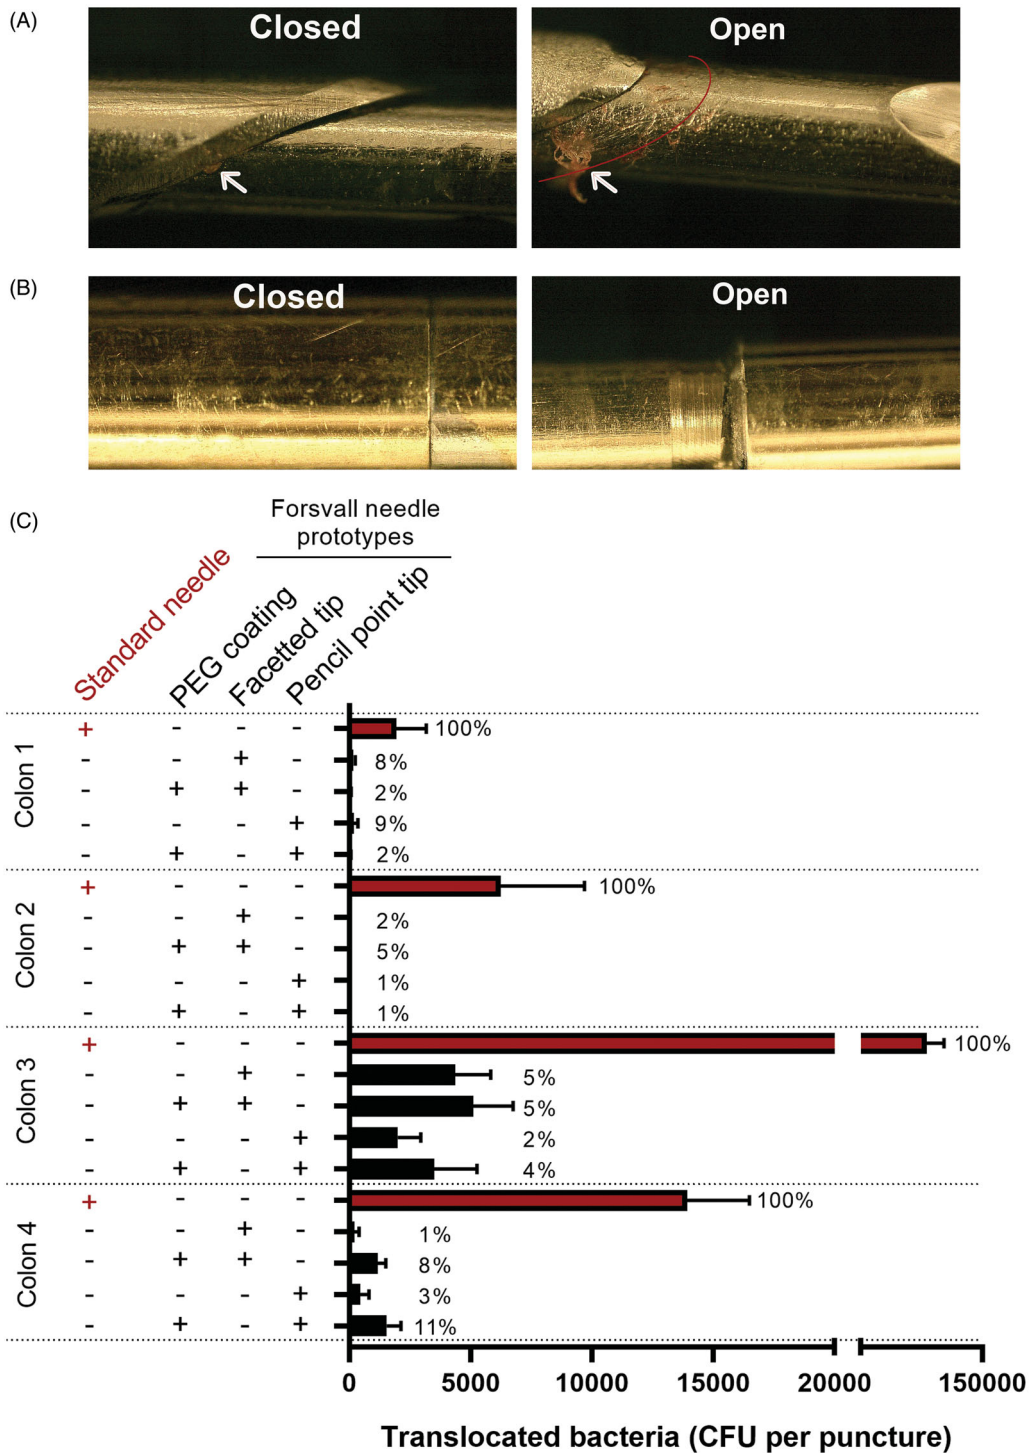 (A)
Closed
Open
(B)
Closed
Open
(C)
Forsvall needle
prototypes
Standard needle
PEG coating
Facetted tip
Pencil point tip
Colon 1
+ - - - 100%
- - + - 8%
- + + - 2%
- - - + 9%
- + - + 2%
Colon 2
+ - - - 100%
- - + - 2%
- + + - 5%
- - - + 1%
- + - + 1%
Colon 3
+ - - - 100%
- - + - 5%
- + + - 5%
- - - + 2%
- + - + 4%
Colon 4
+ - - - 100%
- - + - 1%
- + + - 8%
- - - + 3%
- + - + 11%
0 5000 10000 15000 20000 150000
Translocated bacteria (CFU per puncture)